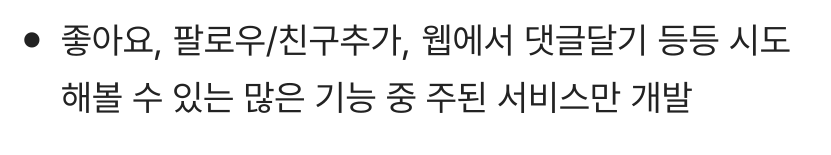 • 좋아요, 팔로우/친구추가, 웹에서 댓글달기 등등 시도
해볼 수 있는 많은 기능 중 주된 서비스만 개발